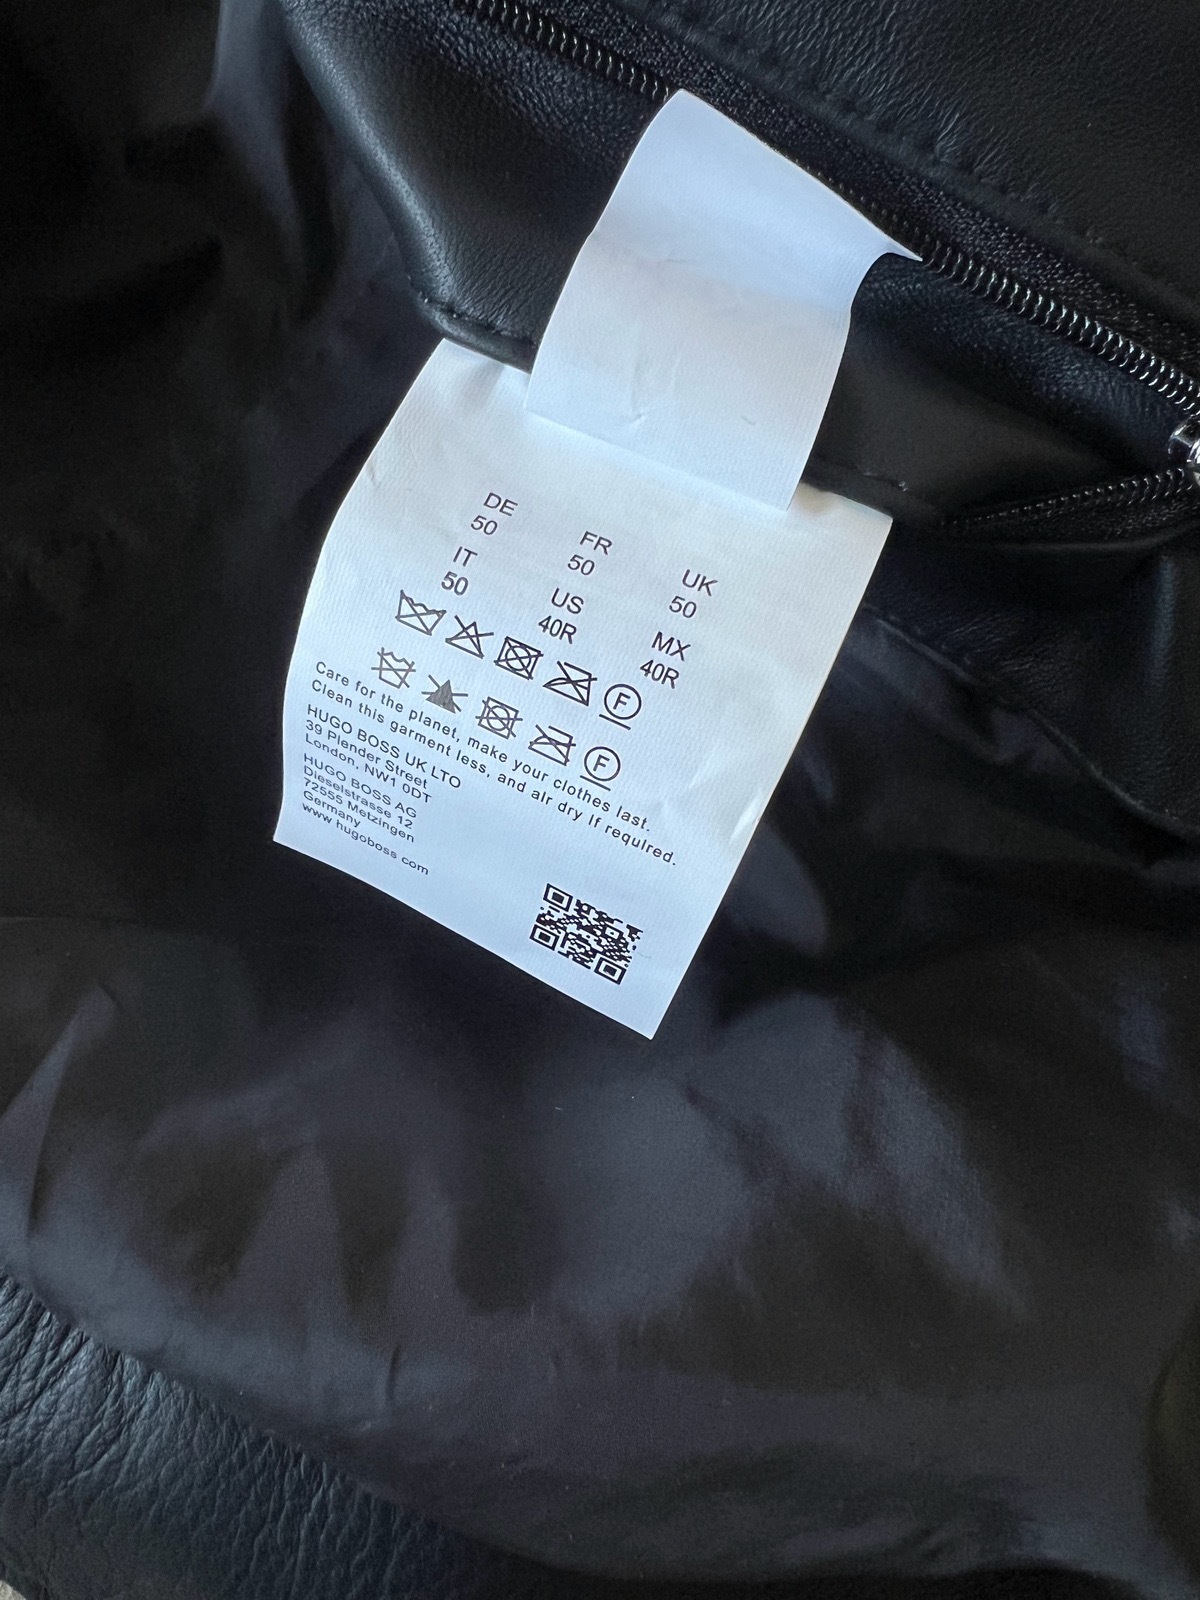 DE FR UK
50 50 50
IT US MX
50 40R 40R
F
F
Care for the planet, make your clothes last.
Clean this garment less, and air dry if required.
HUGO BOSS UK LTD
39 Plender Street
London, NW1 0DT
HUGO BOSS AG
Dieselstrasse 12
72555 Metzingen
Germany
www hugoboss com